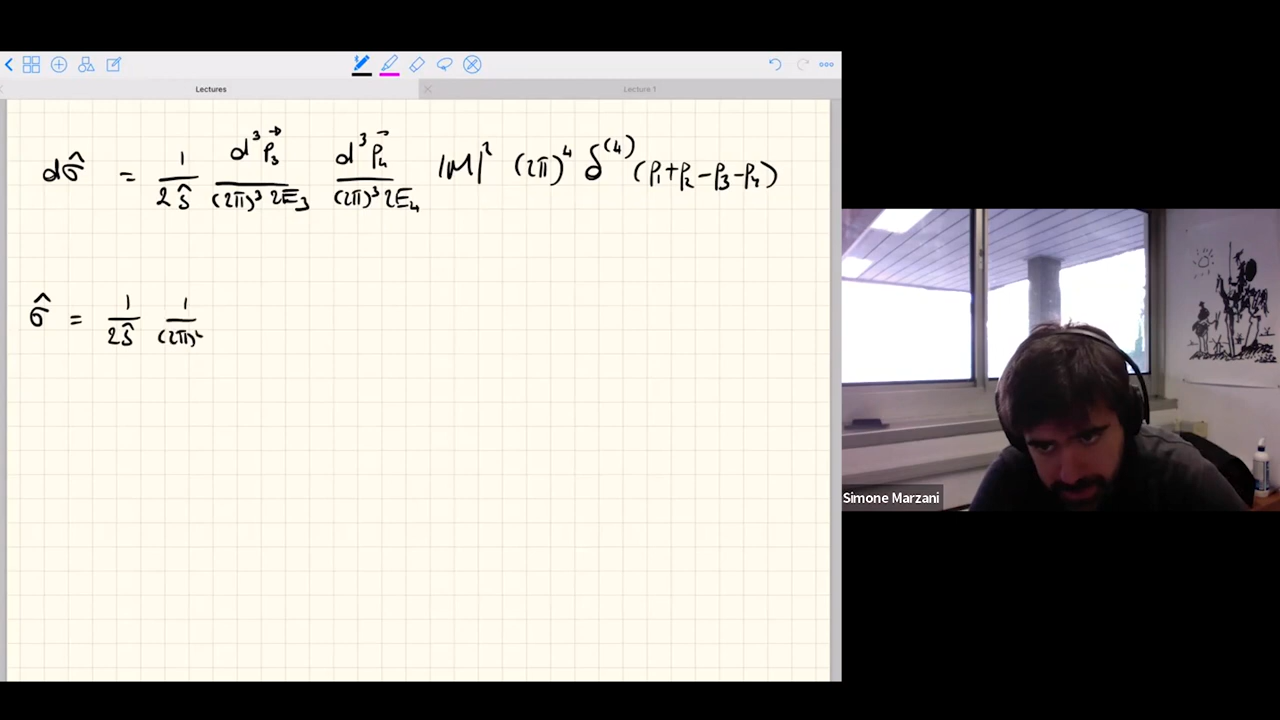 Lectures
Lecture 1
dσ̂ = 1/(2ŝ) d³p⃗₃/((2π)³ 2E₃) d³p⃗₄/((2π)³ 2E₄) |M|² (2π)⁴ δ⁽⁴⁾(p₁+p₂-p₃-p₄)
σ̂ = 1/(2ŝ) 1/(2π)²
Simone Marzani